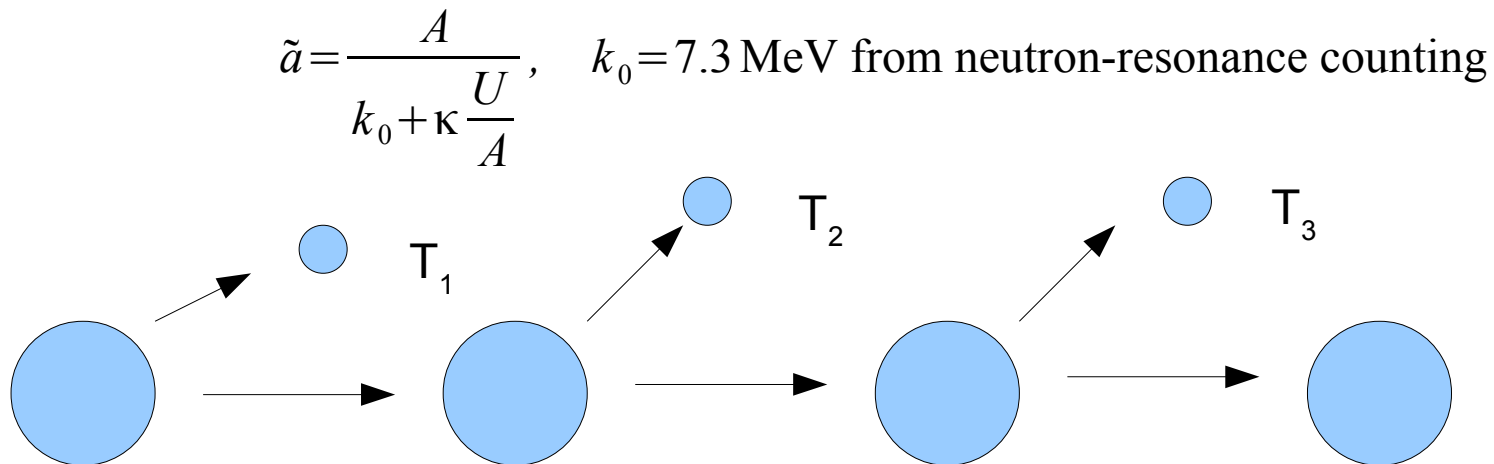 ã = A / (k₀ + κ U/A) , k₀ = 7.3 MeV from neutron-resonance counting
T₁
T₂
T₃